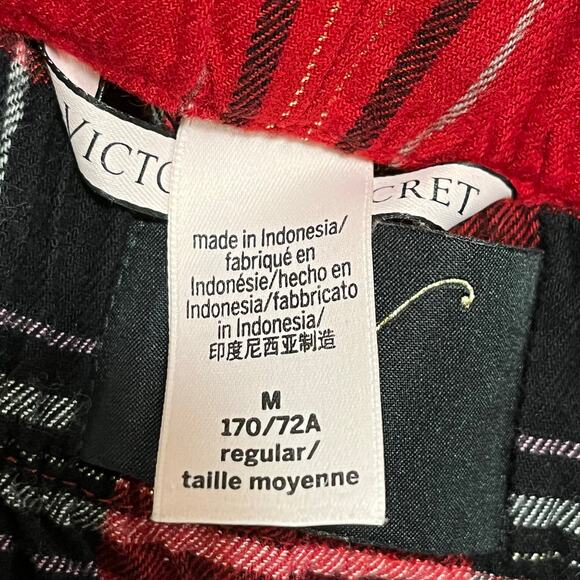 VICTO
CRET
made in Indonesia/
fabriqué en
Indonésie/hecho en
Indonesia/fabbricato
in Indonesia/
印度尼西亚制造
M
170/72A
regular/
taille moyenne